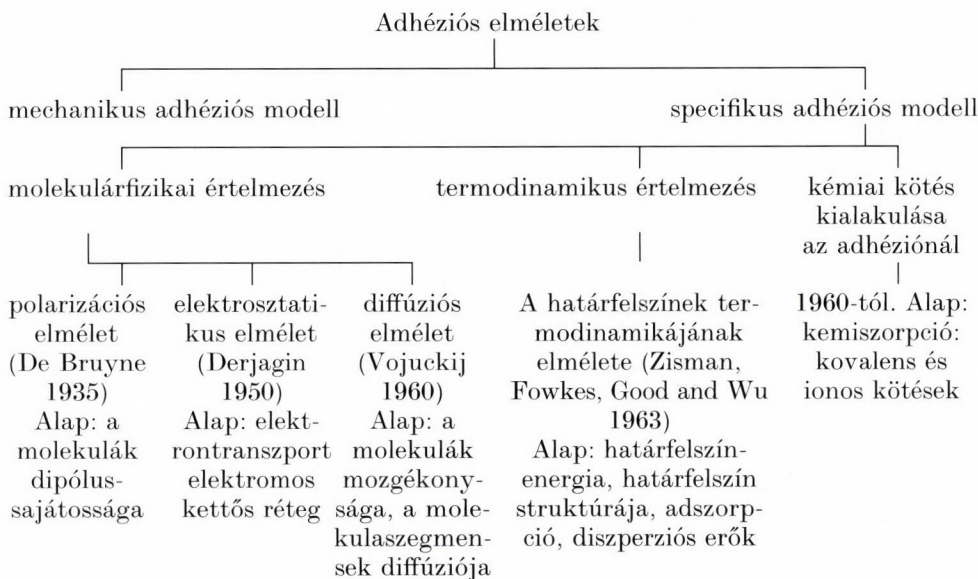 Adhéziós elméletek
mechanikus adhéziós modell
specifikus adhéziós modell
molekulárfizikai értelmezés
termodinamikus értelmezés
kémiai kötés
kialakulása
az adhéziónál
polarizációs
elmélet
(De Bruyne
1935)
Alap: a
molekulák
dipólus-
sajátossága
elektrosztati-
kus elmélet
(Derjagin
1950)
Alap: elekt-
rontranszport
elektromos
kettős réteg
diffúziós
elmélet
(Vojuckij
1960)
Alap: a
molekulák
mozgékony-
sága, a mole-
kulaszegmen-
sek diffúziója
A határfelszínek ter-
modinamikájának
elmélete (Zisman,
Fowkes, Good and Wu
1963)
Alap: határfelszín-
energia, határfelszín
struktúrája, adszorp-
ció, diszperziós erők
1960-tól. Alap:
kemiszorpció:
kovalens és
ionos kötések